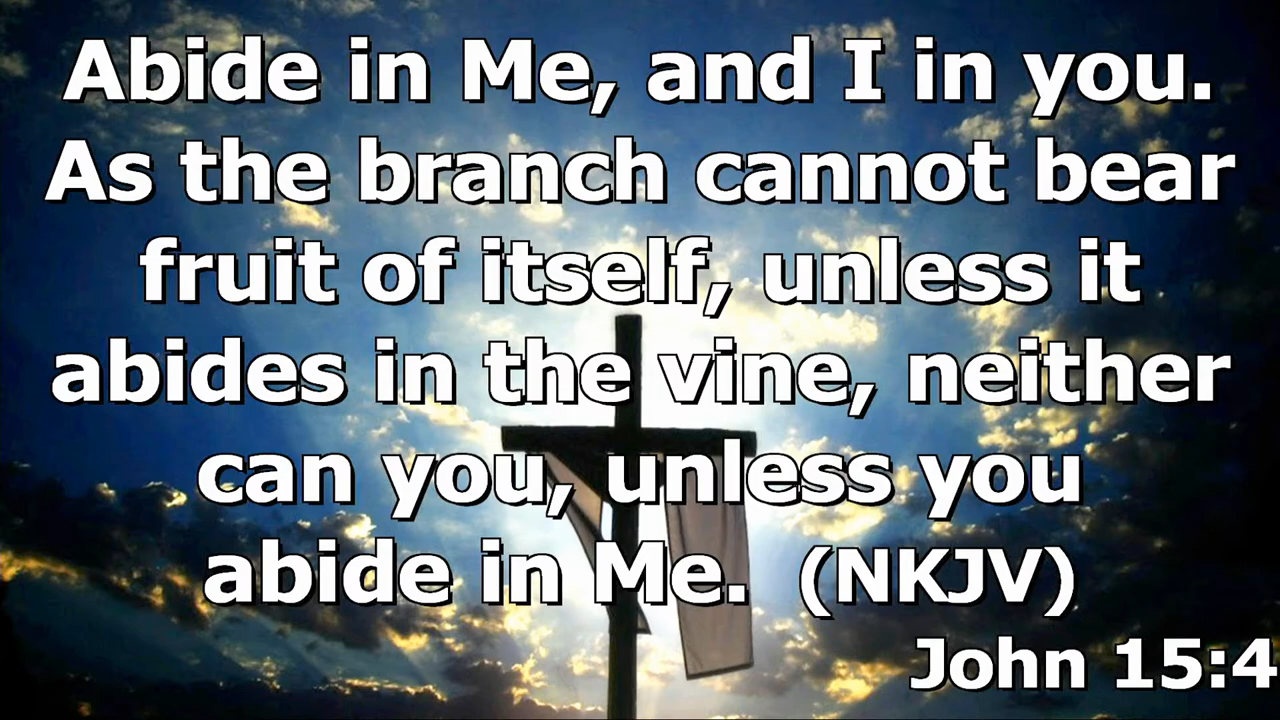 Abide in Me, and I in you.
As the branch cannot bear
fruit of itself, unless it
abides in the vine, neither
can you, unless you
abide in Me. (NKJV)
John 15:4